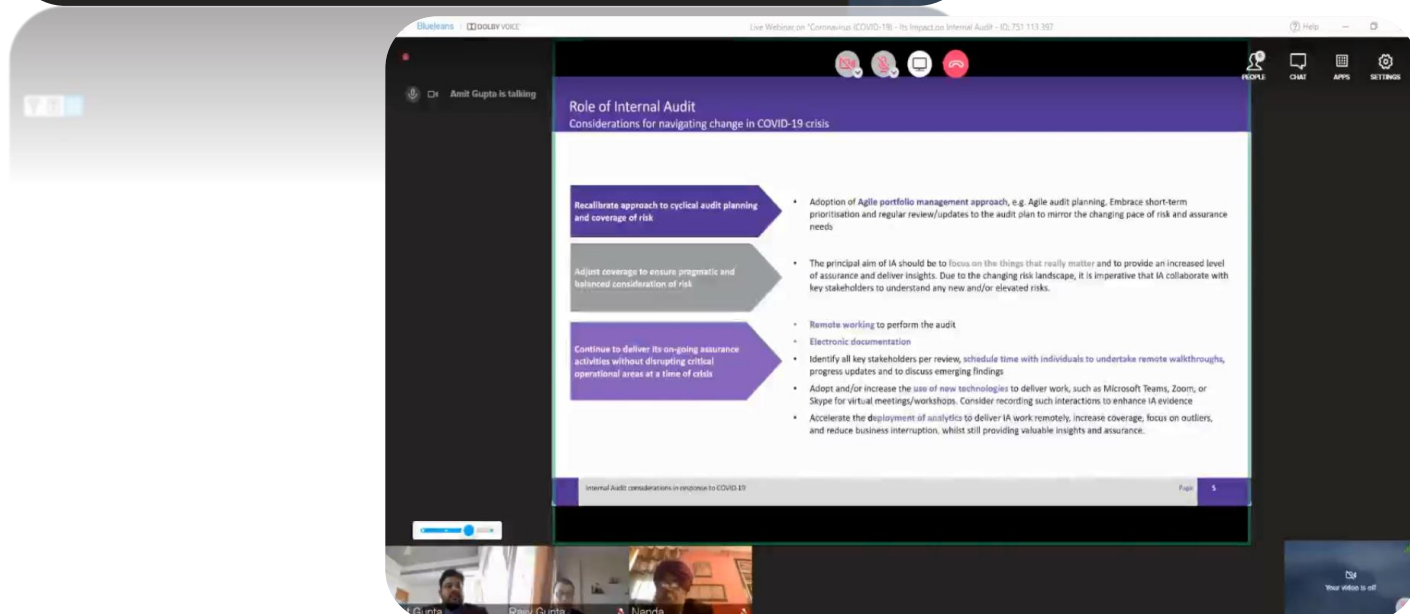 BlueJeans | DOLBY VOICE
Live Webinar on "Coronavirus (COVID-19) - Its Impact on Internal Audit - ID: 751 113 397
Help
PEOPLE
CHAT
APPS
SETTINGS
Amit Gupta is talking
Role of Internal Audit
Considerations for navigating change in COVID-19 crisis
Recalibrate approach to cyclical audit planning
and coverage of risk
• Adoption of Agile portfolio management approach, e.g. Agile audit planning. Embrace short-term
prioritisation and regular review/updates to the audit plan to mirror the changing pace of risk and assurance
needs
Adjust coverage to ensure pragmatic and
balanced consideration of risk
• The principal aim of IA should be to focus on the things that really matter and to provide an increased level
of assurance and deliver insights. Due to the changing risk landscape, it is imperative that IA collaborate with
key stakeholders to understand any new and/or elevated risks.
Continue to deliver its on-going assurance
activities without disrupting critical
operational areas at a time of crisis
• Remote working to perform the audit
• Electronic documentation
• Identify all key stakeholders per review, schedule time with individuals to undertake remote walkthroughs,
progress updates and to discuss emerging findings
• Adopt and/or increase the use of new technologies to deliver work, such as Microsoft Teams, Zoom, or
Skype for virtual meetings/workshops. Consider recording such interactions to enhance IA evidence
• Accelerate the deployment of analytics to deliver IA work remotely, increase coverage, focus on outliers,
and reduce business interruption, whilst still providing valuable insights and assurance.
Internal Audit considerations in response to COVID-19
Page 5
Gupta
Rajiv Gupta
Nanda
Your video is off